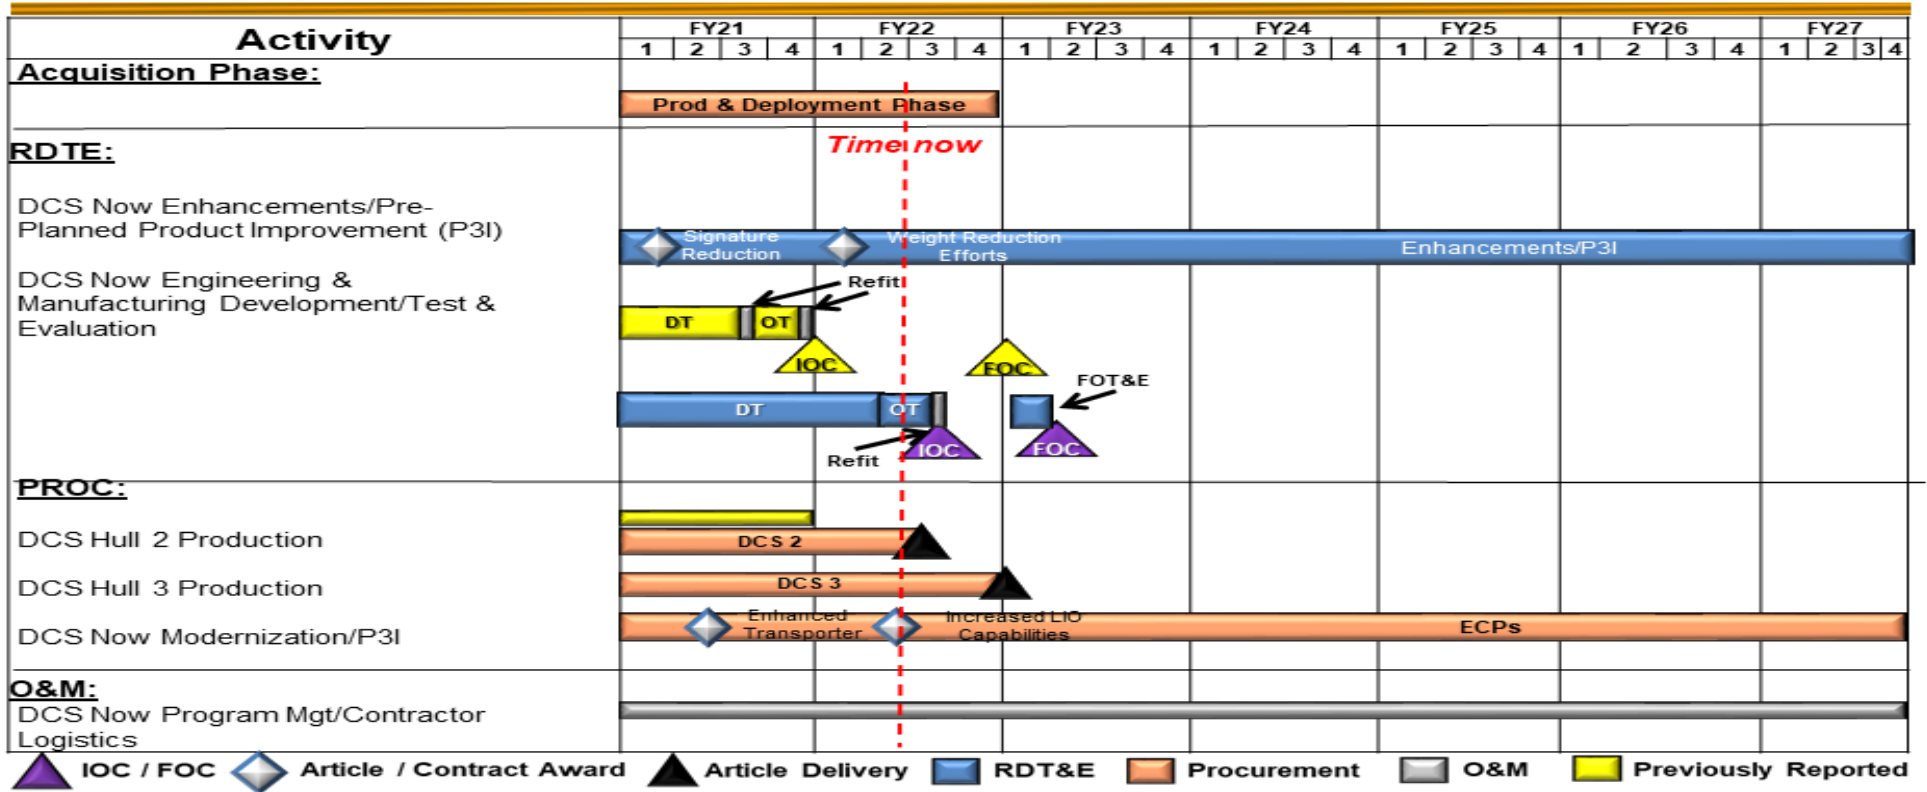 Activity
FY21 FY22 FY23 FY24 FY25 FY26 FY27
1 2 3 4 1 2 3 4 1 2 3 4 1 2 3 4 1 2 3 4 1 2 3 4 1 2 3 4
Acquisition Phase:
Prod & Deployment Phase
Time now
RDTE:
DCS Now Enhancements/Pre-
Planned Product Improvement (P3I)
Signature
Reduction
Weight Reduction
Efforts
Enhancements/P3I
DCS Now Engineering &
Manufacturing Development/Test &
Evaluation
Refit
DT
OT
IOC
FOC
FOT&E
DT
OT
Refit
IOC
FOC
PROC:
DCS Hull 2 Production
DCS 2
DCS Hull 3 Production
DCS 3
DCS Now Modernization/P3I
Enhanced
Transporter
Increased LIO
Capabilities
ECPs
O&M:
DCS Now Program Mgt/Contractor
Logistics
IOC / FOC Article / Contract Award Article Delivery RDT&E Procurement O&M Previously Reported